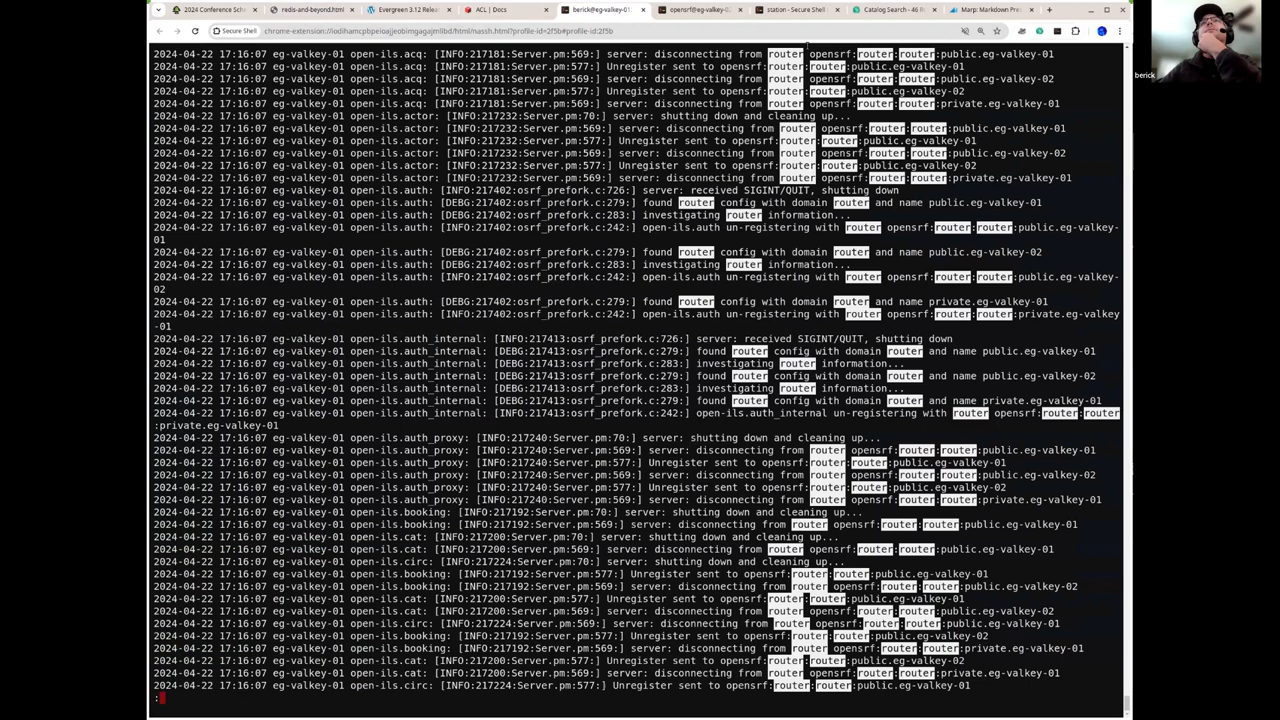 2024 Conference Sche
redis-and-beyond.html
Evergreen 3.12 Relea
ACL | Docs
berick@eg-valkey-01
opensrf@eg-valkey-02
station - Secure Shell
Catalog Search - 46 R
Marp: Markdown Pres
Secure Shell
chrome-extension://iodihamcpbpeioajjeobimgagajmlibd/html/nassh.html?profile-id=2f5b#profile-id:2f5b
2024-04-22 17:16:07 eg-valkey-01 open-ils.acq: [INFO:217181:Server.pm:569:] server: disconnecting from router opensrf:router:router:public.eg-valkey-01
2024-04-22 17:16:07 eg-valkey-01 open-ils.acq: [INFO:217181:Server.pm:577:] Unregister sent to opensrf:router:router:public.eg-valkey-01
2024-04-22 17:16:07 eg-valkey-01 open-ils.acq: [INFO:217181:Server.pm:569:] server: disconnecting from router opensrf:router:router:public.eg-valkey-02
2024-04-22 17:16:07 eg-valkey-01 open-ils.acq: [INFO:217181:Server.pm:577:] Unregister sent to opensrf:router:router:public.eg-valkey-02
2024-04-22 17:16:07 eg-valkey-01 open-ils.acq: [INFO:217181:Server.pm:569:] server: disconnecting from router opensrf:router:router:private.eg-valkey-01
2024-04-22 17:16:07 eg-valkey-01 open-ils.actor: [INFO:217232:Server.pm:70:] server: shutting down and cleaning up...
2024-04-22 17:16:07 eg-valkey-01 open-ils.actor: [INFO:217232:Server.pm:569:] server: disconnecting from router opensrf:router:router:public.eg-valkey-01
2024-04-22 17:16:07 eg-valkey-01 open-ils.actor: [INFO:217232:Server.pm:577:] Unregister sent to opensrf:router:router:public.eg-valkey-01
2024-04-22 17:16:07 eg-valkey-01 open-ils.actor: [INFO:217232:Server.pm:569:] server: disconnecting from router opensrf:router:router:public.eg-valkey-02
2024-04-22 17:16:07 eg-valkey-01 open-ils.actor: [INFO:217232:Server.pm:577:] Unregister sent to opensrf:router:router:public.eg-valkey-02
2024-04-22 17:16:07 eg-valkey-01 open-ils.actor: [INFO:217232:Server.pm:569:] server: disconnecting from router opensrf:router:router:private.eg-valkey-01
2024-04-22 17:16:07 eg-valkey-01 open-ils.auth: [INFO:217402:osrf_prefork.c:726:] server: received SIGINT/QUIT, shutting down
2024-04-22 17:16:07 eg-valkey-01 open-ils.auth: [DEBG:217402:osrf_prefork.c:279:] found router config with domain router and name public.eg-valkey-01
2024-04-22 17:16:07 eg-valkey-01 open-ils.auth: [DEBG:217402:osrf_prefork.c:283:] investigating router information...
2024-04-22 17:16:07 eg-valkey-01 open-ils.auth: [INFO:217402:osrf_prefork.c:242:] open-ils.auth un-registering with router opensrf:router:router:public.eg-valkey-
01
2024-04-22 17:16:07 eg-valkey-01 open-ils.auth: [DEBG:217402:osrf_prefork.c:279:] found router config with domain router and name public.eg-valkey-02
2024-04-22 17:16:07 eg-valkey-01 open-ils.auth: [DEBG:217402:osrf_prefork.c:283:] investigating router information...
2024-04-22 17:16:07 eg-valkey-01 open-ils.auth: [INFO:217402:osrf_prefork.c:242:] open-ils.auth un-registering with router opensrf:router:router:public.eg-valkey-
02
2024-04-22 17:16:07 eg-valkey-01 open-ils.auth: [DEBG:217402:osrf_prefork.c:279:] found router config with domain router and name private.eg-valkey-01
2024-04-22 17:16:07 eg-valkey-01 open-ils.auth: [INFO:217402:osrf_prefork.c:242:] open-ils.auth un-registering with router opensrf:router:router:private.eg-valkey
-01
2024-04-22 17:16:07 eg-valkey-01 open-ils.auth_internal: [INFO:217413:osrf_prefork.c:726:] server: received SIGINT/QUIT, shutting down
2024-04-22 17:16:07 eg-valkey-01 open-ils.auth_internal: [DEBG:217413:osrf_prefork.c:279:] found router config with domain router and name public.eg-valkey-01
2024-04-22 17:16:07 eg-valkey-01 open-ils.auth_internal: [DEBG:217413:osrf_prefork.c:283:] investigating router information...
2024-04-22 17:16:07 eg-valkey-01 open-ils.auth_internal: [DEBG:217413:osrf_prefork.c:279:] found router config with domain router and name public.eg-valkey-02
2024-04-22 17:16:07 eg-valkey-01 open-ils.auth_internal: [DEBG:217413:osrf_prefork.c:283:] investigating router information...
2024-04-22 17:16:07 eg-valkey-01 open-ils.auth_internal: [DEBG:217413:osrf_prefork.c:279:] found router config with domain router and name private.eg-valkey-01
2024-04-22 17:16:07 eg-valkey-01 open-ils.auth_internal: [INFO:217413:osrf_prefork.c:242:] open-ils.auth_internal un-registering with router opensrf:router:router
:private.eg-valkey-01
2024-04-22 17:16:07 eg-valkey-01 open-ils.auth_proxy: [INFO:217240:Server.pm:70:] server: shutting down and cleaning up...
2024-04-22 17:16:07 eg-valkey-01 open-ils.auth_proxy: [INFO:217240:Server.pm:569:] server: disconnecting from router opensrf:router:router:public.eg-valkey-01
2024-04-22 17:16:07 eg-valkey-01 open-ils.auth_proxy: [INFO:217240:Server.pm:577:] Unregister sent to opensrf:router:router:public.eg-valkey-01
2024-04-22 17:16:07 eg-valkey-01 open-ils.auth_proxy: [INFO:217240:Server.pm:569:] server: disconnecting from router opensrf:router:router:public.eg-valkey-02
2024-04-22 17:16:07 eg-valkey-01 open-ils.auth_proxy: [INFO:217240:Server.pm:577:] Unregister sent to opensrf:router:router:public.eg-valkey-02
2024-04-22 17:16:07 eg-valkey-01 open-ils.auth_proxy: [INFO:217240:Server.pm:569:] server: disconnecting from router opensrf:router:router:private.eg-valkey-01
2024-04-22 17:16:07 eg-valkey-01 open-ils.booking: [INFO:217192:Server.pm:70:] server: shutting down and cleaning up...
2024-04-22 17:16:07 eg-valkey-01 open-ils.booking: [INFO:217192:Server.pm:569:] server: disconnecting from router opensrf:router:router:public.eg-valkey-01
2024-04-22 17:16:07 eg-valkey-01 open-ils.cat: [INFO:217200:Server.pm:70:] server: shutting down and cleaning up...
2024-04-22 17:16:07 eg-valkey-01 open-ils.cat: [INFO:217200:Server.pm:569:] server: disconnecting from router opensrf:router:router:public.eg-valkey-01
2024-04-22 17:16:07 eg-valkey-01 open-ils.circ: [INFO:217224:Server.pm:70:] server: shutting down and cleaning up...
2024-04-22 17:16:07 eg-valkey-01 open-ils.booking: [INFO:217192:Server.pm:577:] Unregister sent to opensrf:router:router:public.eg-valkey-01
2024-04-22 17:16:07 eg-valkey-01 open-ils.booking: [INFO:217192:Server.pm:569:] server: disconnecting from router opensrf:router:router:public.eg-valkey-02
2024-04-22 17:16:07 eg-valkey-01 open-ils.cat: [INFO:217200:Server.pm:577:] Unregister sent to opensrf:router:router:public.eg-valkey-01
2024-04-22 17:16:07 eg-valkey-01 open-ils.cat: [INFO:217200:Server.pm:569:] server: disconnecting from router opensrf:router:router:public.eg-valkey-02
2024-04-22 17:16:07 eg-valkey-01 open-ils.circ: [INFO:217224:Server.pm:569:] server: disconnecting from router opensrf:router:router:public.eg-valkey-01
2024-04-22 17:16:07 eg-valkey-01 open-ils.booking: [INFO:217192:Server.pm:577:] Unregister sent to opensrf:router:router:public.eg-valkey-02
2024-04-22 17:16:07 eg-valkey-01 open-ils.booking: [INFO:217192:Server.pm:569:] server: disconnecting from router opensrf:router:router:private.eg-valkey-01
2024-04-22 17:16:07 eg-valkey-01 open-ils.cat: [INFO:217200:Server.pm:577:] Unregister sent to opensrf:router:router:public.eg-valkey-02
2024-04-22 17:16:07 eg-valkey-01 open-ils.cat: [INFO:217200:Server.pm:569:] server: disconnecting from router opensrf:router:router:private.eg-valkey-01
2024-04-22 17:16:07 eg-valkey-01 open-ils.circ: [INFO:217224:Server.pm:577:] Unregister sent to opensrf:router:router:public.eg-valkey-01
:
berick